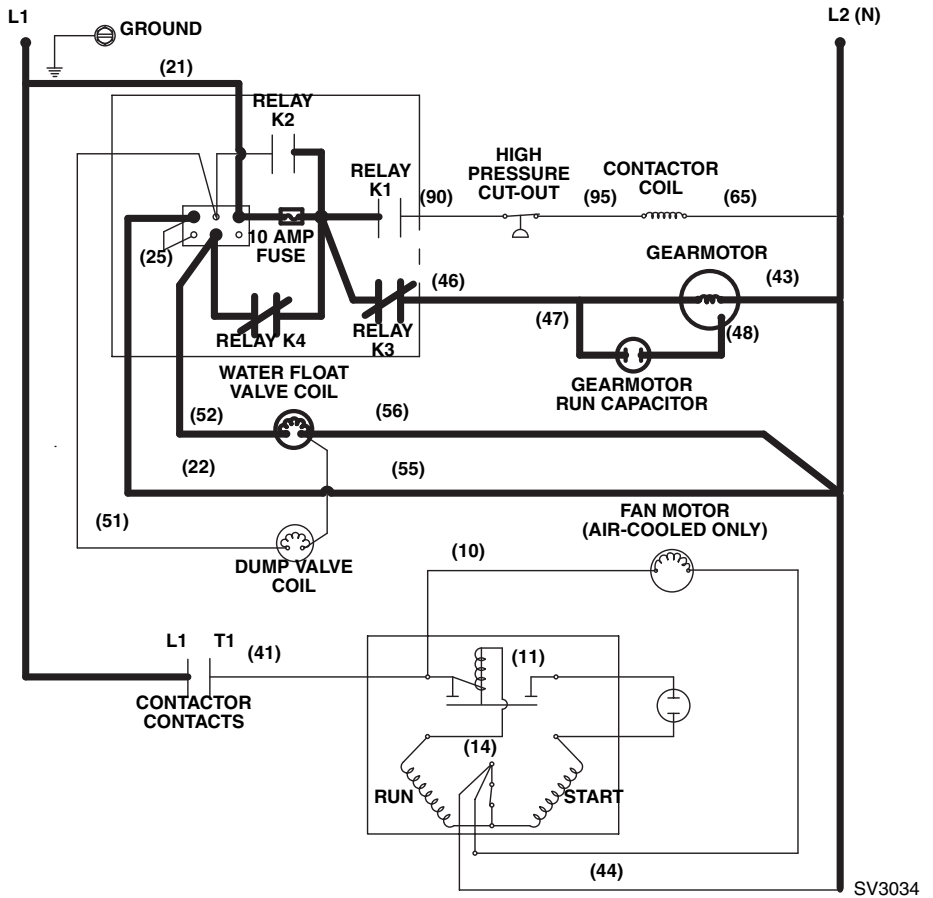 L1
L2 (N)
GROUND
(21)
RELAY
K2
RELAY
K1
(90)
HIGH
PRESSURE
CUT-OUT
(95)
CONTACTOR
COIL
(65)
10 AMP
FUSE
(25)
GEARMOTOR
(46)
(43)
(47)
(48)
RELAY K4
RELAY
K3
WATER FLOAT
VALVE COIL
GEARMOTOR
RUN CAPACITOR
(52)
(56)
(22)
(55)
(51)
FAN MOTOR
(AIR-COOLED ONLY)
DUMP VALVE
COIL
(10)
L1
T1
(41)
(11)
CONTACTOR
CONTACTS
(14)
RUN
START
(44)
SV3034